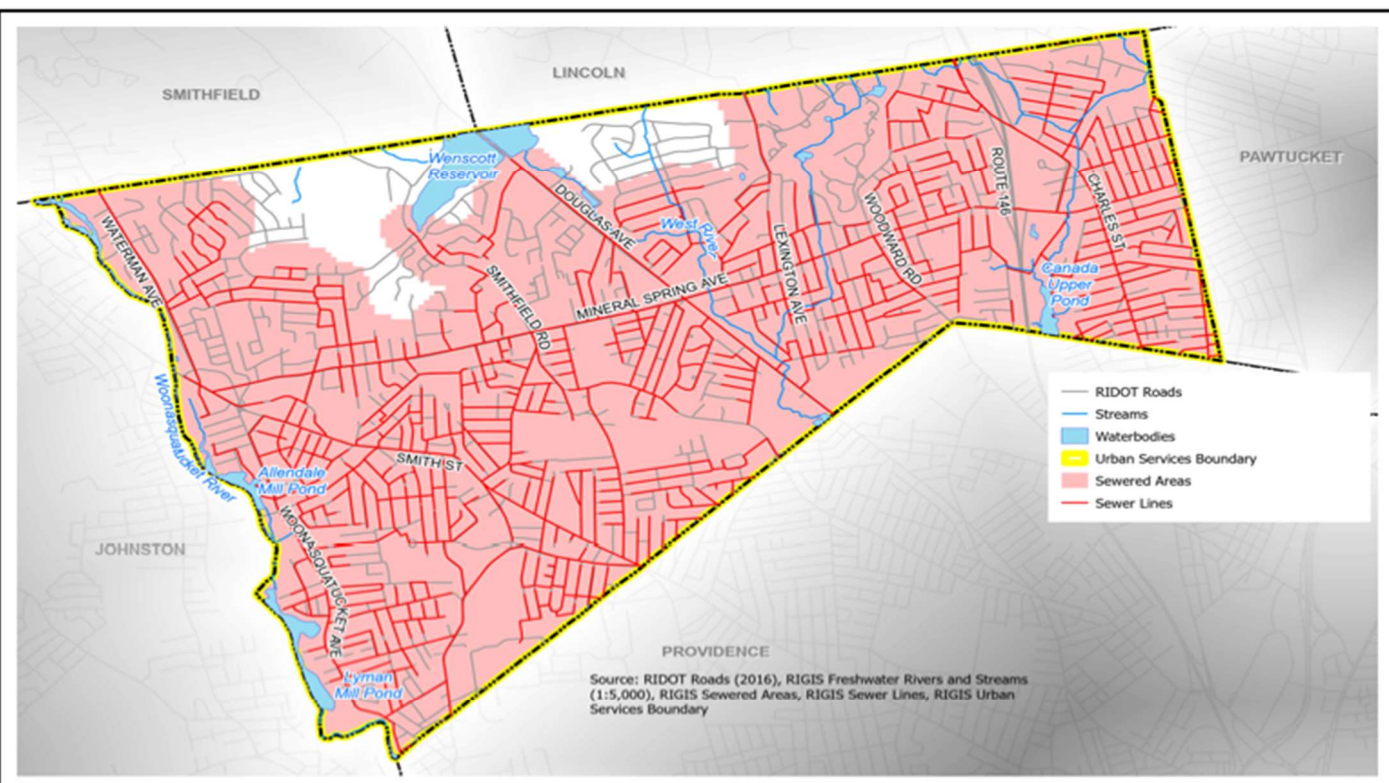 LINCOLN
SMITHFIELD
PAWTUCKET
Wenscott
Reservoir
DOUGLAS AVE
West River
LEXINGTON AVE
WOODWARD RD
ROUTE 146
CHARLES ST
WATERMAN AVE
SMITHFIELD RD
MINERAL SPRING AVE
Canada
Upper
Pond
Woonasquatucket River
SMITH ST
Allendale
Mill Pond
WOONASQUATUCKET AVE
JOHNSTON
Lyman
Mill Pond
PROVIDENCE
RIDOT Roads
Streams
Waterbodies
Urban Services Boundary
Sewered Areas
Sewer Lines
Source: RIDOT Roads (2016), RIGIS Freshwater Rivers and Streams
(1:5,000), RIGIS Sewered Areas, RIGIS Sewer Lines, RIGIS Urban
Services Boundary